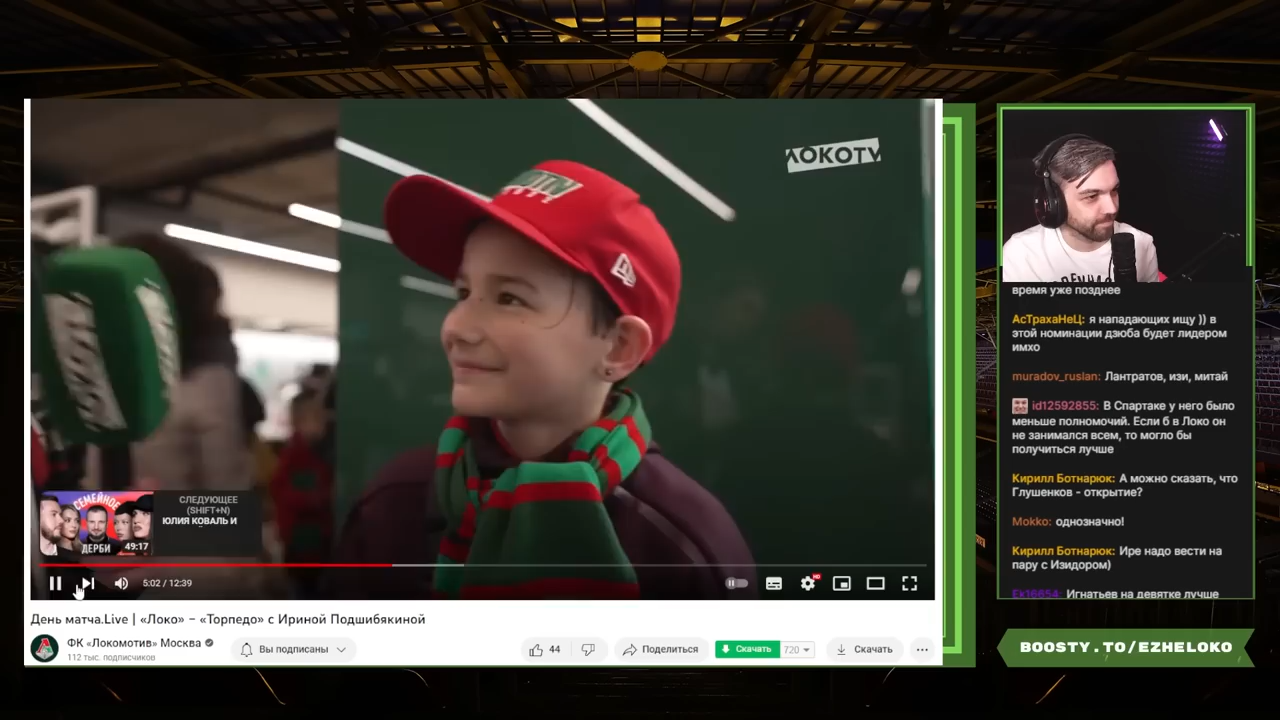 ЛОКОТV
СЕМЕЙНОЕ
ДЕРБИ
49:17
СЛЕДУЮЩЕЕ
(SHIFT+N)
ЮЛИЯ КОВАЛЬ И
5:02 / 12:39
HD
День матча.Live | «Локо» – «Торпедо» с Ириной Подшибякиной
ФК «Локомотив» Москва
112 тыс. подписчиков
Вы подписаны
44
Поделиться
Скачать
720
Скачать
время уже позднее
АсТрахаНеЦ: я нападающих ищу )) в
этой номинации дзюба будет лидером
имхо
muradov_ruslan: Лантратов, изи, митай
id12592855: В Спартаке у него было
меньше полномочий. Если б в Локо он
не занимался всем, то могло бы
получиться лучше
Кирилл Ботнарюк: А можно сказать, что
Глушенков - открытие?
Mokko: однозначно!
Кирилл Ботнарюк: Ире надо вести на
пару с Изидором)
Ek16654: Игнатьев на девятке лучше
BOOSTY.TO/EZHELOKO